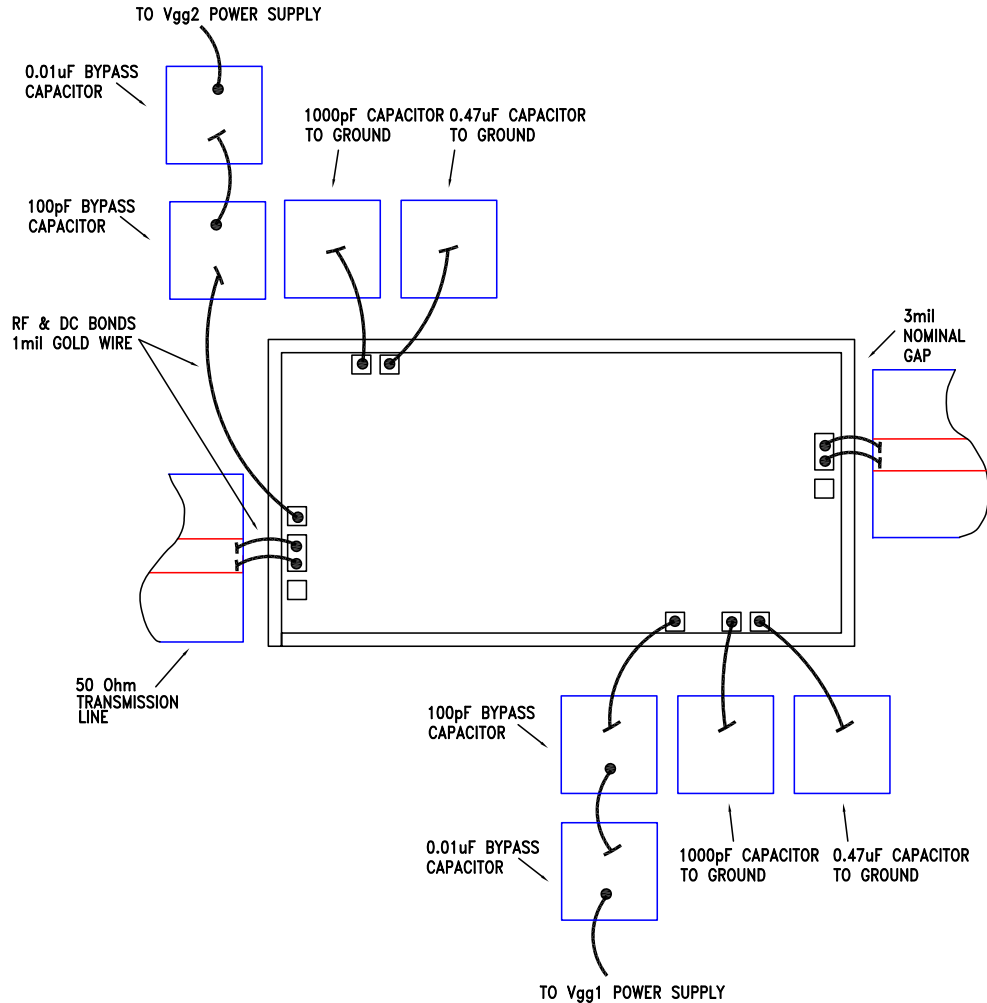 TO Vgg2 POWER SUPPLY
0.01uF BYPASS
CAPACITOR
1000pF CAPACITOR
TO GROUND
0.47uF CAPACITOR
TO GROUND
100pF BYPASS
CAPACITOR
RF & DC BONDS
1mil GOLD WIRE
3mil
NOMINAL
GAP
50 Ohm
TRANSMISSION
LINE
100pF BYPASS
CAPACITOR
0.01uF BYPASS
CAPACITOR
1000pF CAPACITOR
TO GROUND
0.47uF CAPACITOR
TO GROUND
TO Vgg1 POWER SUPPLY